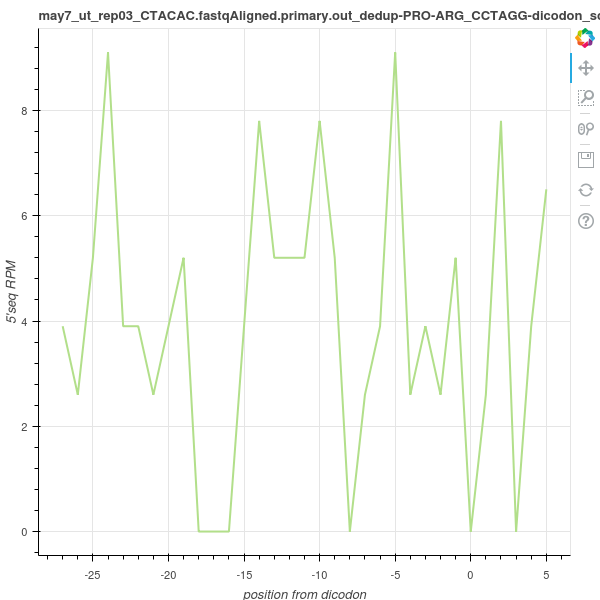 may7_ut_rep03_CTACAC.fastqAligned.primary.out_dedup-PRO-ARG_CCTAGG-dicodon_sc
8
6
4
2
0
5'seq RPM
-25 -20 -15 -10 -5 0 5
position from dicodon